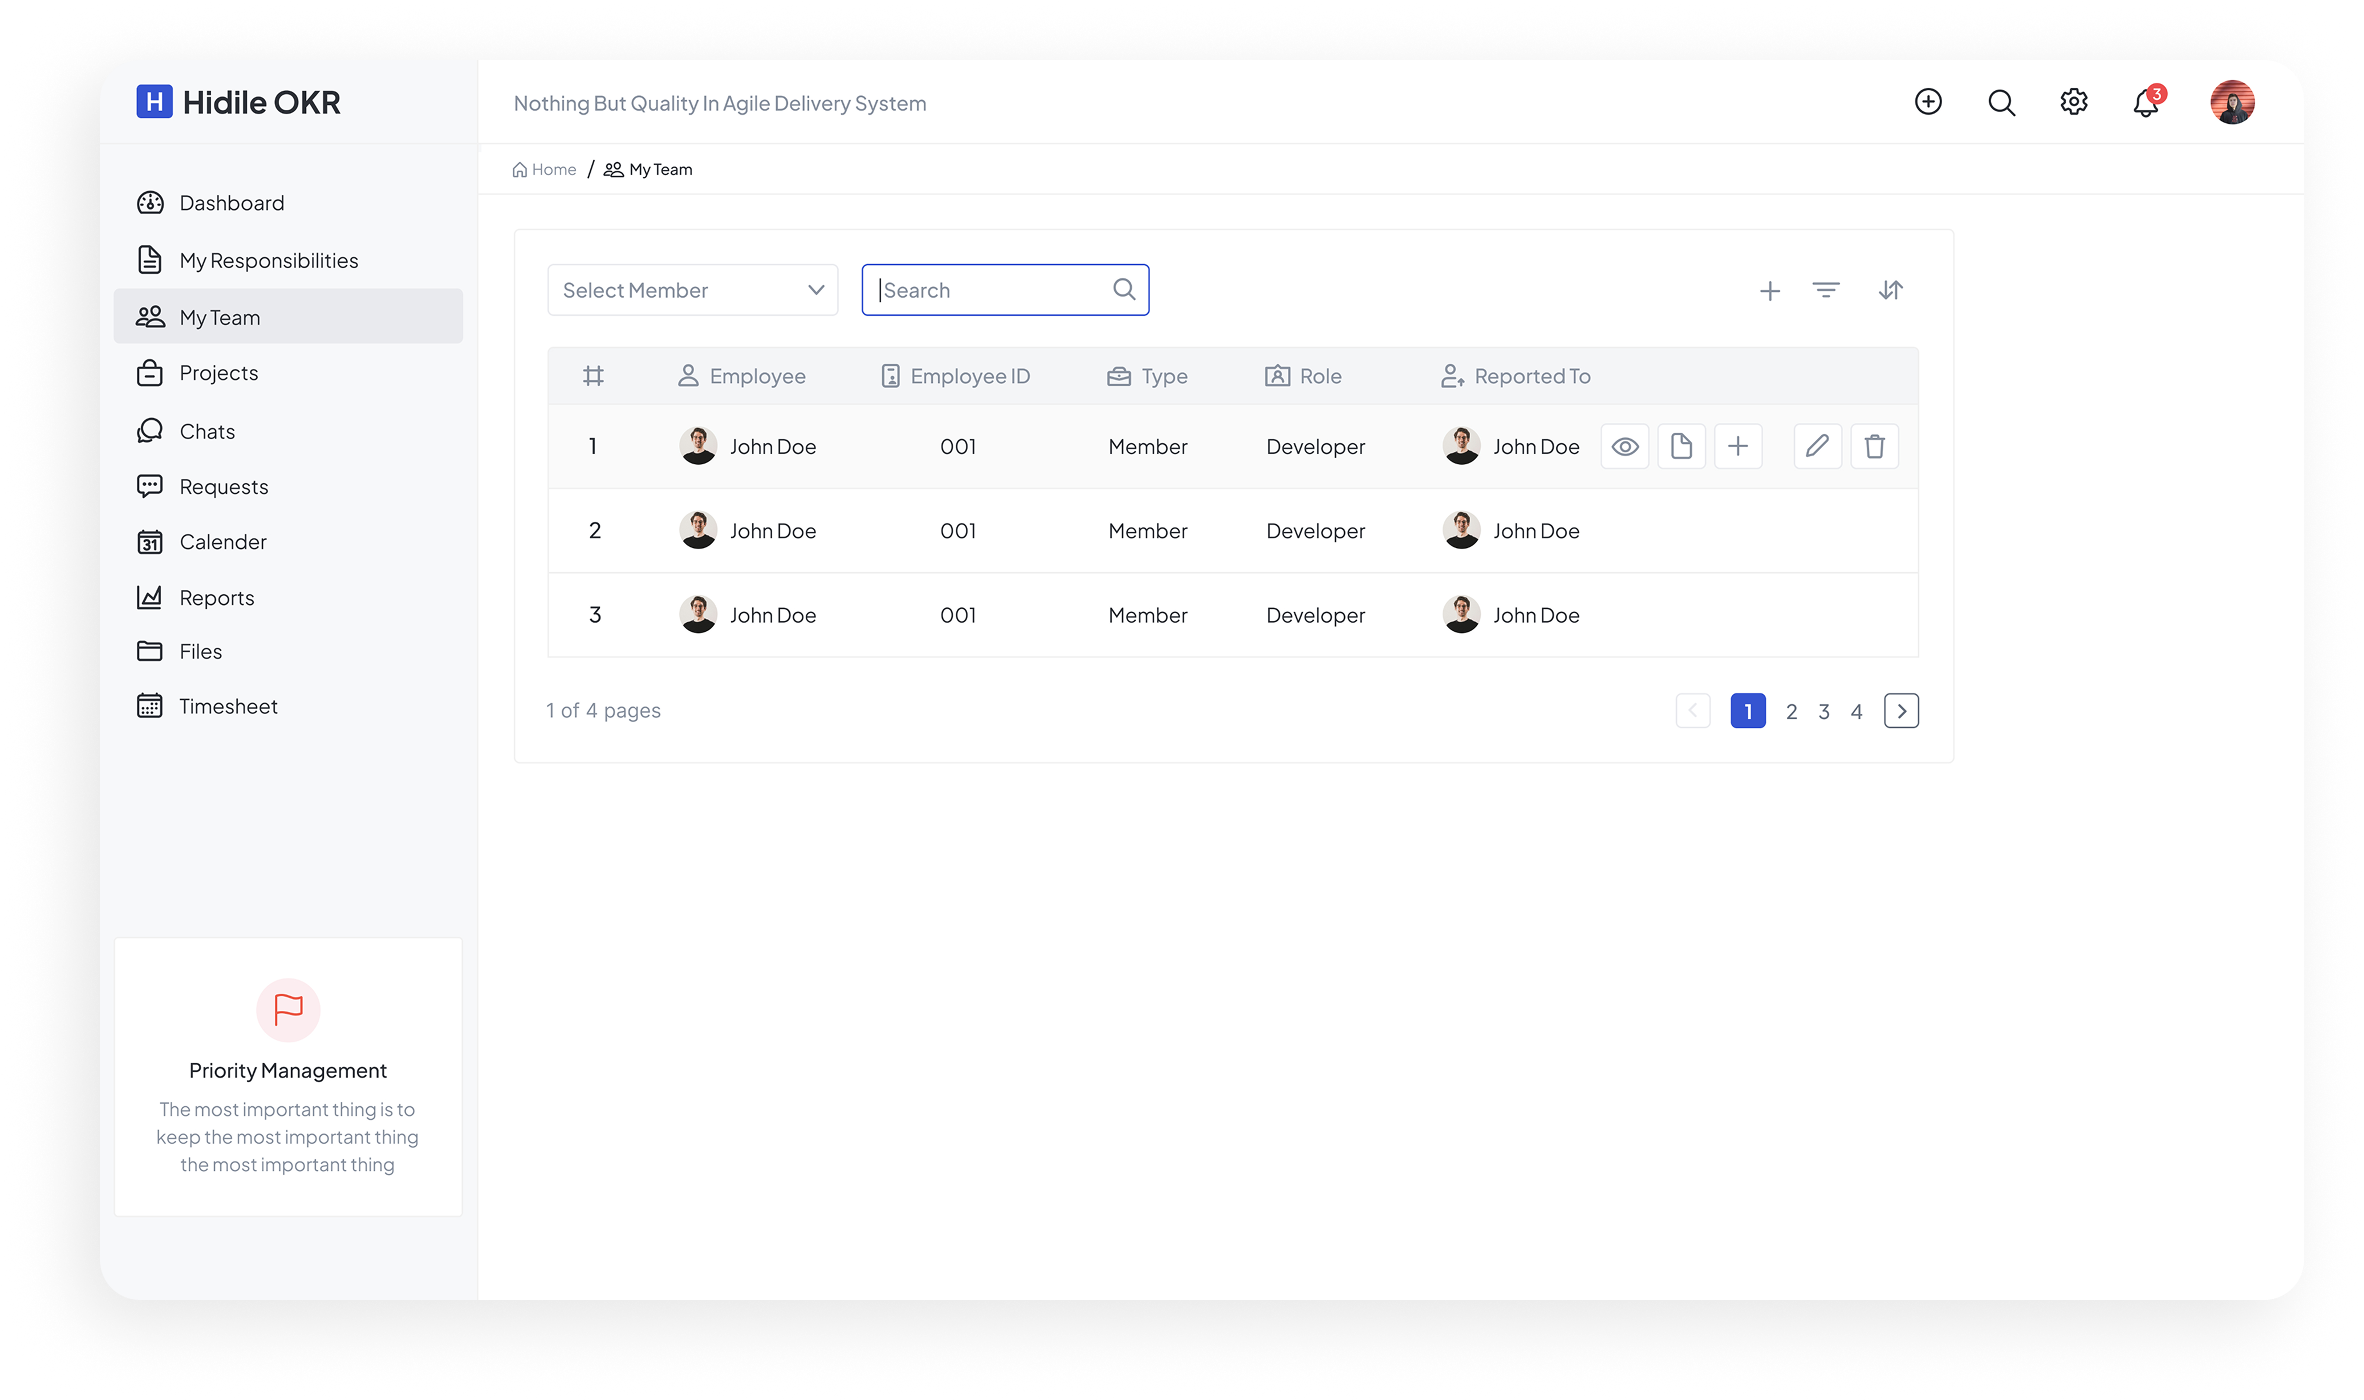 H Hidile OKR
Nothing But Quality In Agile Delivery System
3
Home / My Team
Dashboard
My Responsibilities
My Team
Projects
Chats
Requests
31 Calender
Reports
Files
Timesheet
Priority Management
The most important thing is to
keep the most important thing
the most important thing
Select Member
Search
# Employee Employee ID Type Role Reported To
1 John Doe 001 Member Developer John Doe
2 John Doe 001 Member Developer John Doe
3 John Doe 001 Member Developer John Doe
1 of 4 pages
1 2 3 4